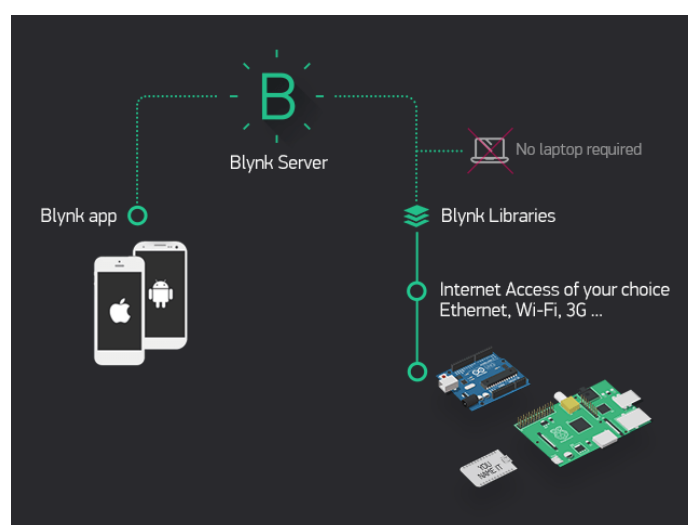 B
Blynk Server
No laptop required
Blynk app
Blynk Libraries
Internet Access of your choice
Ethernet, Wi-Fi, 3G ...
YOU
NAME IT